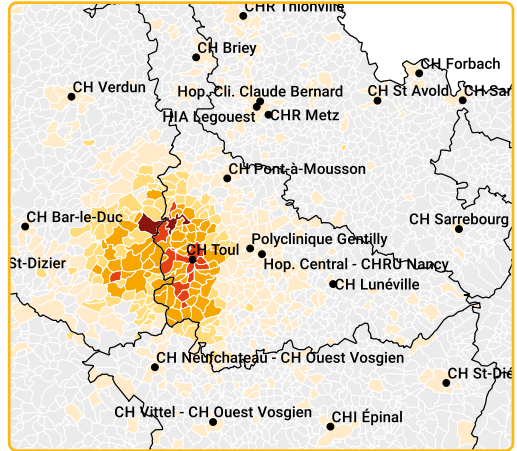 CHR Thionville
CH Briey
CH Forbach
CH Verdun
Hop. Cli. Claude Bernard
CH St Avold
CH Sar
HIA Legouest
CHR Metz
CH Pont-à-Mousson
CH Bar-le-Duc
CH Sarrebourg
Polyclinique Gentilly
CH Toul
St-Dizier
Hop. Central - CHRU Nancy
CH Lunéville
CH Neufchateau - CH Ouest Vosgien
CH St-Dié
CH Vittel - CH Ouest Vosgien
CHI Épinal